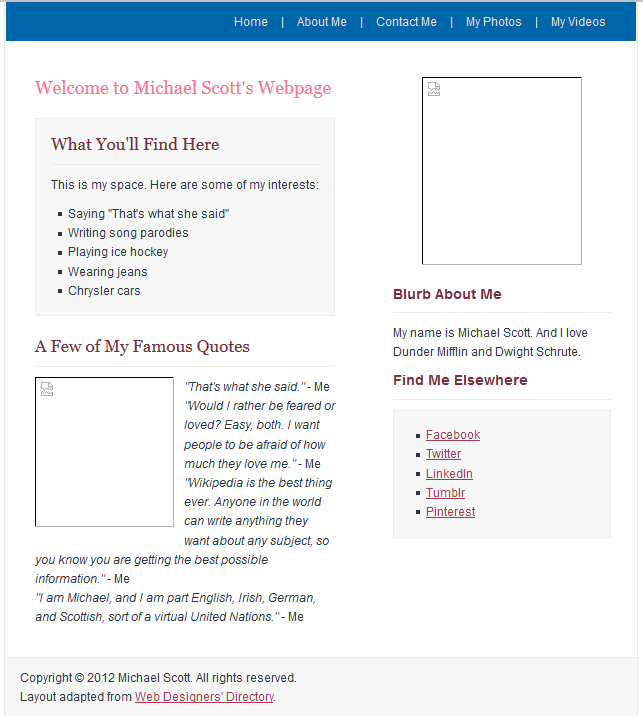 Home | About Me | Contact Me | My Photos | My Videos
Welcome to Michael Scott's Webpage
What You'll Find Here
This is my space. Here are some of my interests:
Saying "That's what she said"
Writing song parodies
Playing ice hockey
Wearing jeans
Chrysler cars
A Few of My Famous Quotes
"That's what she said." - Me
"Would I rather be feared or
loved? Easy, both. I want
people to be afraid of how
much they love me." - Me
"Wikipedia is the best thing
ever. Anyone in the world
can write anything they
want about any subject, so
you know you are getting the best possible
information." - Me
"I am Michael, and I am part English, Irish, German,
and Scottish, sort of a virtual United Nations." - Me
Blurb About Me
My name is Michael Scott. And I love
Dunder Mifflin and Dwight Schrute.
Find Me Elsewhere
Facebook
Twitter
LinkedIn
Tumblr
Pinterest
Copyright © 2012 Michael Scott. All rights reserved.
Layout adapted from Web Designers' Directory.